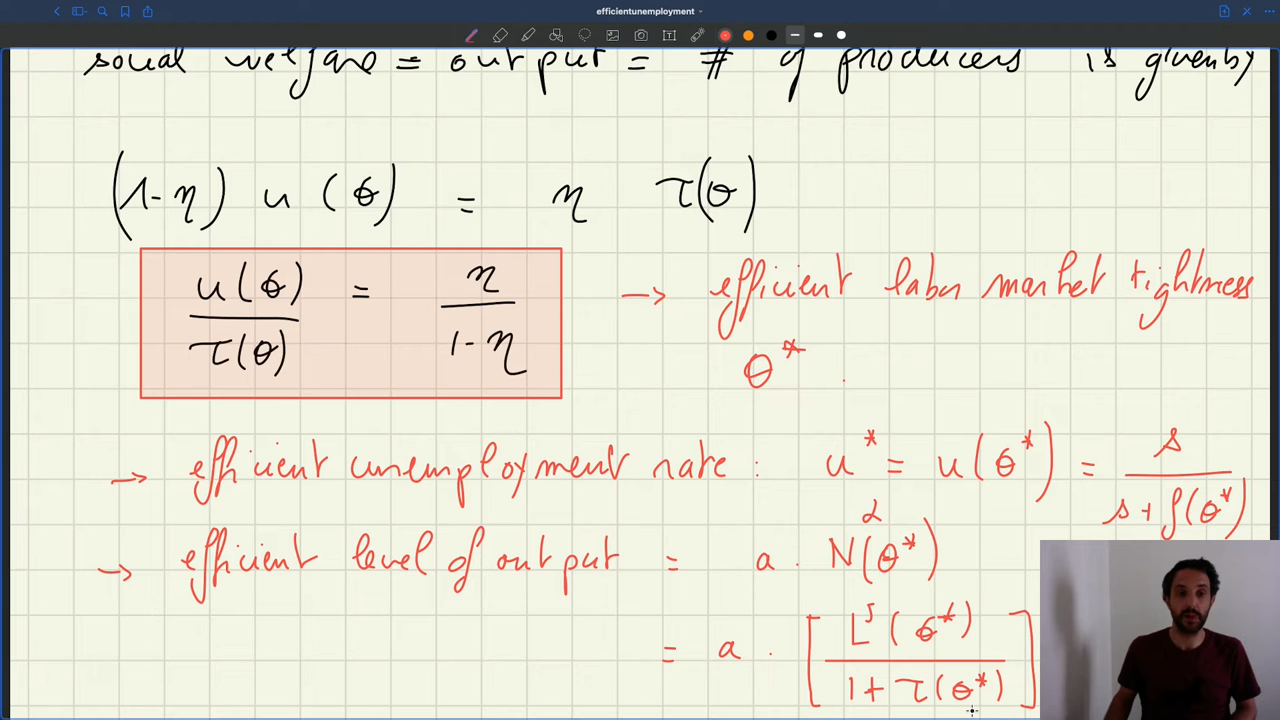 efficientunemployment
social welfare = output = # of producers is given by
(1-η) u(θ) = η τ(θ)
u(θ)/τ(θ) = η/(1-η) → efficient labor market tightness
θ*.
→ efficient unemployment rate: u* = u(θ*) = s/(s+f(θ*))
→ efficient level of output = a · N(θ*)^α
= a · [L^s(θ*)/(1+τ(θ*))]